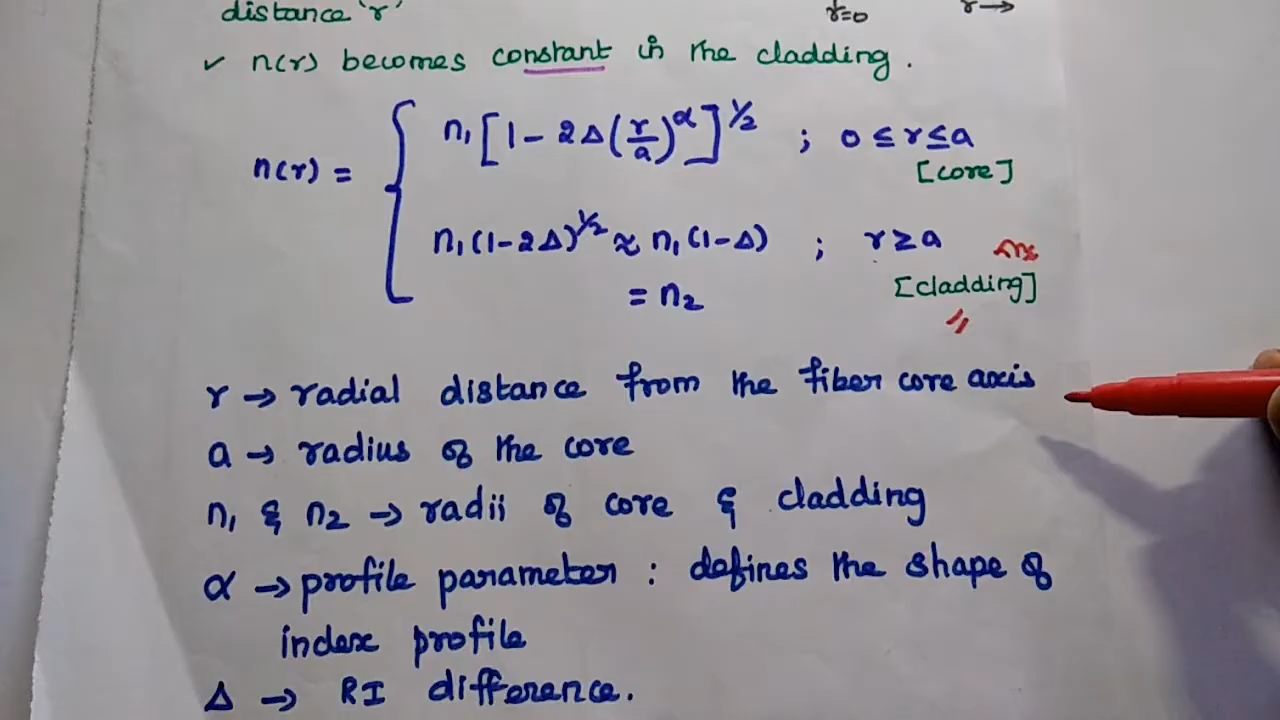 distance 'r'
r=0 r→
✓ n(r) becomes constant in the cladding.
n(r) = { n₁[1-2Δ(r/a)^α]^1/2 ; 0≤r≤a
[core]
n₁(1-2Δ)^1/2 ≈ n₁(1-Δ) ; r≥a
= n₂ [cladding]
r → radial distance from the fiber core axis
a → radius of the core
n₁ & n₂ → radii of core & cladding
α → profile parameter : defines the shape of
index profile
Δ → RI difference.